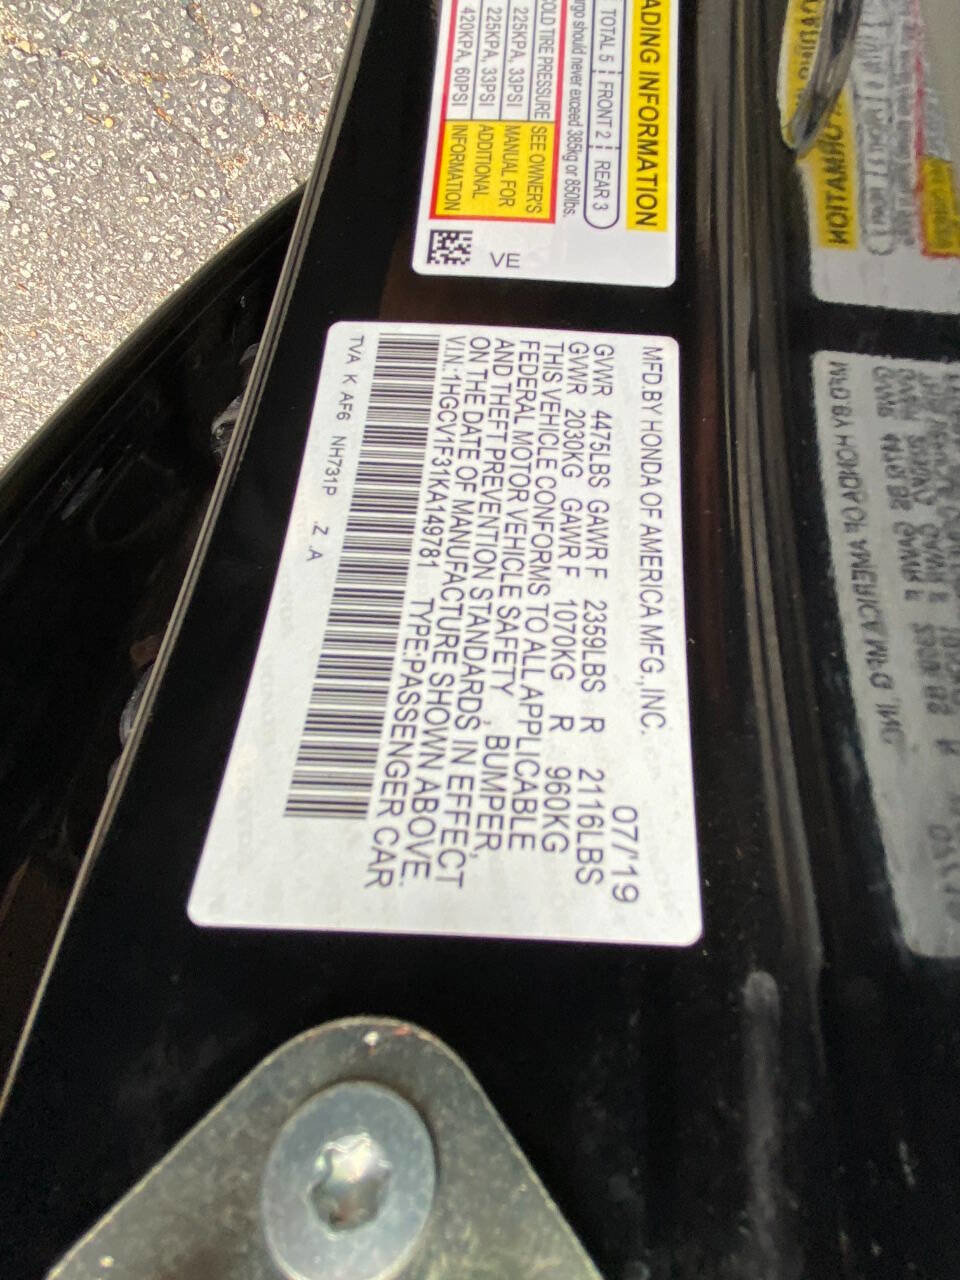 ADING INFORMATION
TOTAL 5 FRONT 2 REAR 3
argo should never exceed 385kg or 850lbs.
COLD TIRE PRESSURE SEE OWNER'S
225KPA, 33PSI MANUAL FOR
225KPA, 33PSI ADDITIONAL
420KPA, 60PSI INFORMATION
VE
MFD.BY HONDA OF AMERICA MFG., INC. 07/'19
GVWR 4475LBS GAWR F 2359LBS R 2116LBS
GVWR 2030KG GAWR F 1070KG R 960KG
THIS VEHICLE CONFORMS TO ALL APPLICABLE
FEDERAL MOTOR VEHICLE SAFETY , BUMPER,
AND THEFT PREVENTION STANDARDS IN EFFECT
ON THE DATE OF MANUFACTURE SHOWN ABOVE.
V.I.N.: 1HGCV1F31KA149781 TYPE:PASSENGER CAR
TVA K AF6 NH731P .Z .A